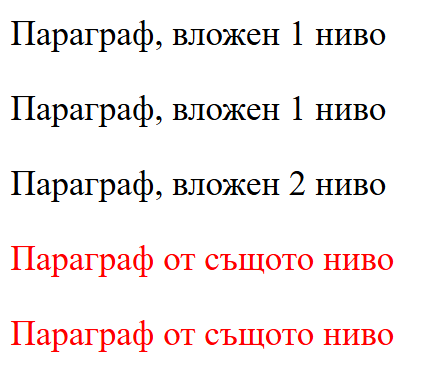 Параграф, вложен 1 ниво
Параграф, вложен 1 ниво
Параграф, вложен 2 ниво
Параграф от същото ниво
Параграф от същото ниво